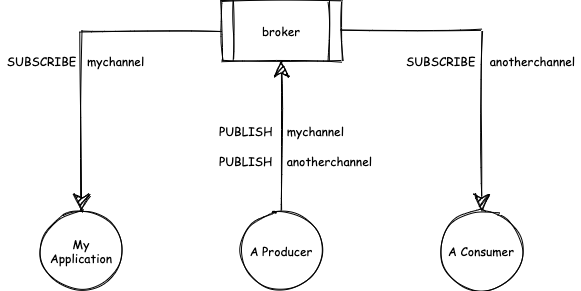 broker
SUBSCRIBE mychannel
SUBSCRIBE anotherchannel
PUBLISH mychannel
PUBLISH anotherchannel
My
Application
A Producer
A Consumer